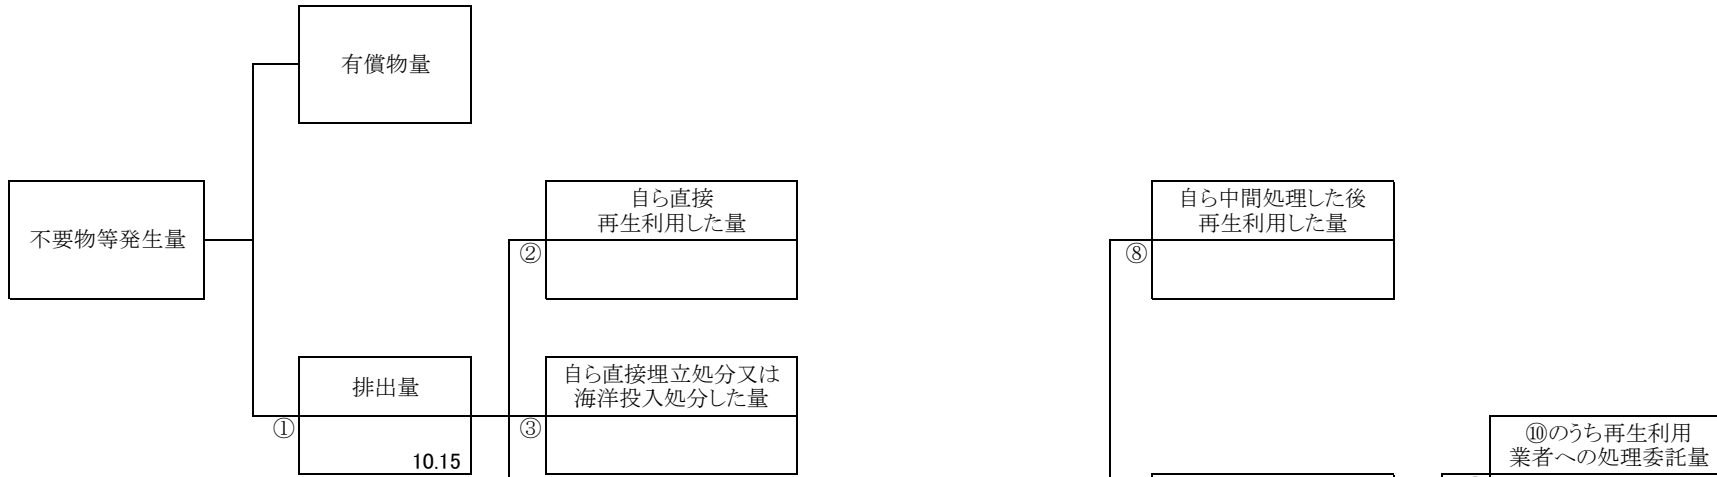 有償物量
不要物等発生量
自ら直接
再生利用した量
②
自ら中間処理した後
再生利用した量
⑧
排出量
①
10.15
自ら直接埋立処分又は
海洋投入処分した量
③
⑩のうち再生利用
業者への処理委託量